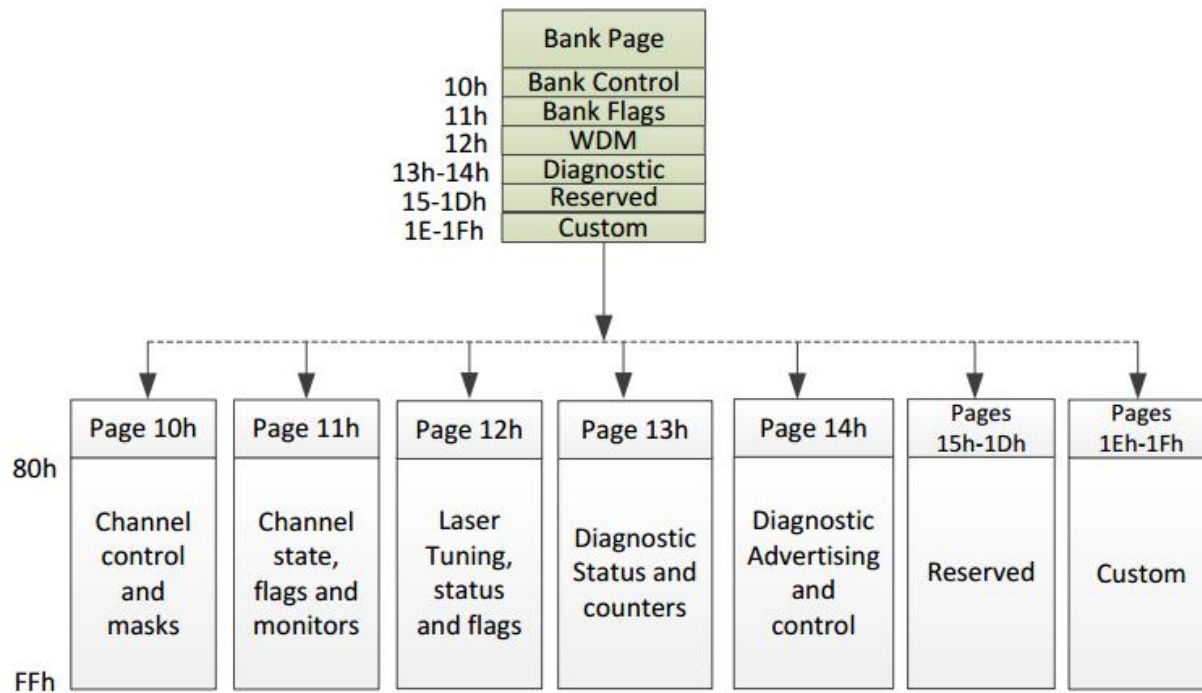 Bank Page
10h Bank Control
11h Bank Flags
12h WDM
13h-14h Diagnostic
15-1Dh Reserved
1E-1Fh Custom
Page 10h
Page 11h
Page 12h
Page 13h
Page 14h
Pages
15h-1Dh
Pages
1Eh-1Fh
80h
Channel
control
and
masks
Channel
state,
flags and
monitors
Laser
Tuning,
status
and flags
Diagnostic
Status and
counters
Diagnostic
Advertising
and
control
Reserved
Custom
FFh